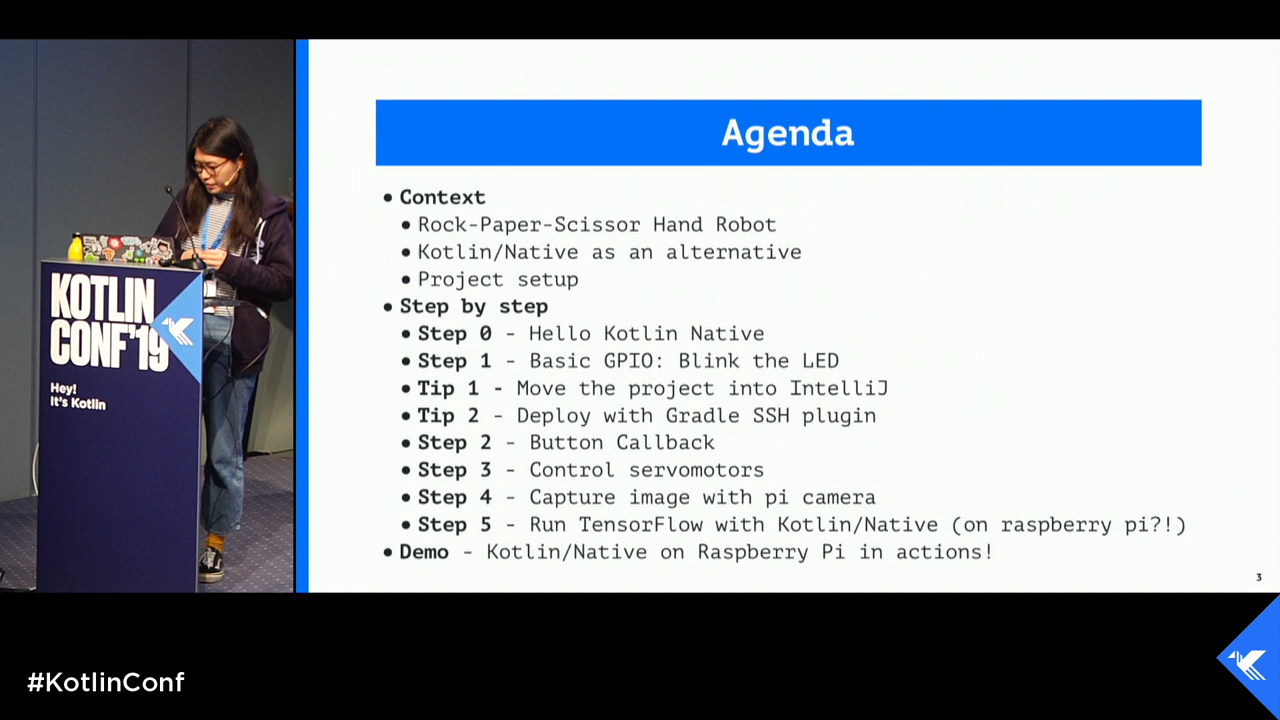 Agenda
• Context
• Rock-Paper-Scissor Hand Robot
• Kotlin/Native as an alternative
• Project setup
• Step by step
• Step 0 - Hello Kotlin Native
• Step 1 - Basic GPIO: Blink the LED
• Tip 1 - Move the project into IntelliJ
• Tip 2 - Deploy with Gradle SSH plugin
• Step 2 - Button Callback
• Step 3 - Control servomotors
• Step 4 - Capture image with pi camera
• Step 5 - Run TensorFlow with Kotlin/Native (on raspberry pi?!)
• Demo - Kotlin/Native on Raspberry Pi in actions!
3
KOTLIN
CONF'19
Hey!
It's Kotlin
#KotlinConf